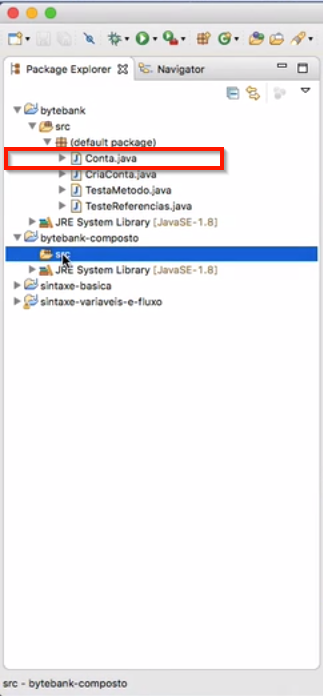 Package Explorer
Navigator
bytebank
src
(default package)
Conta.java
CriaConta.java
TestaMetodo.java
TesteReferencias.java
JRE System Library [JavaSE-1.8]
bytebank-composto
src
JRE System Library [JavaSE-1.8]
sintaxe-basica
sintaxe-variaveis-e-fluxo
src - bytebank-composto